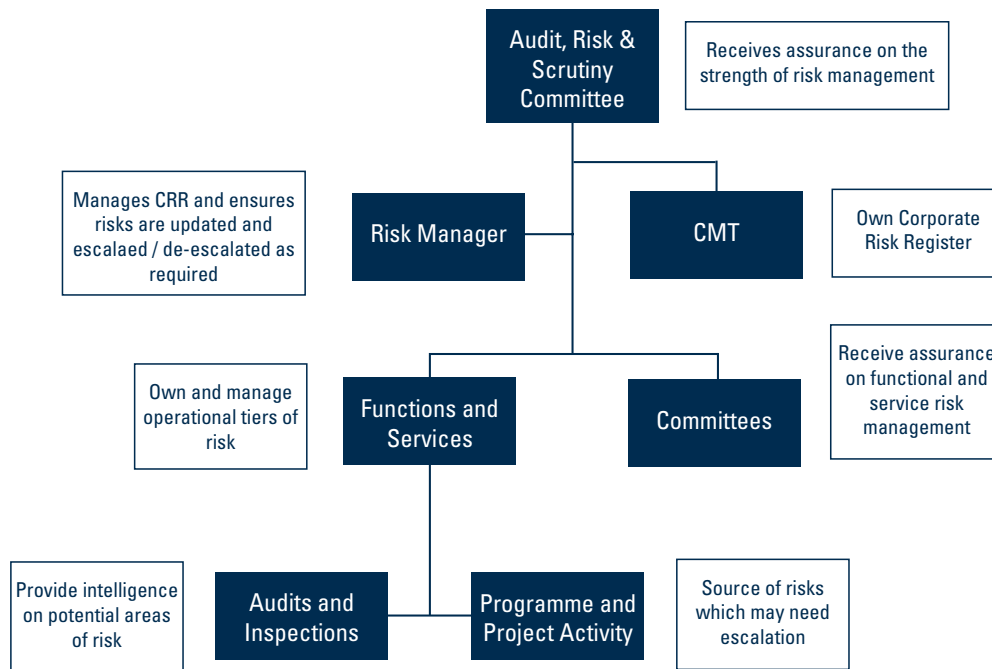 Audit, Risk &
Scrutiny
Committee
Receives assurance on the
strength of risk management
Manages CRR and ensures
risks are updated and
escalaed / de-escalated as
required
Risk Manager
CMT
Own Corporate
Risk Register
Own and manage
operational tiers of
risk
Functions and
Services
Committees
Receive assurance
on functional and
service risk
management
Provide intelligence
on potential areas
of risk
Audits and
Inspections
Programme and
Project Activity
Source of risks
which may need
escalation